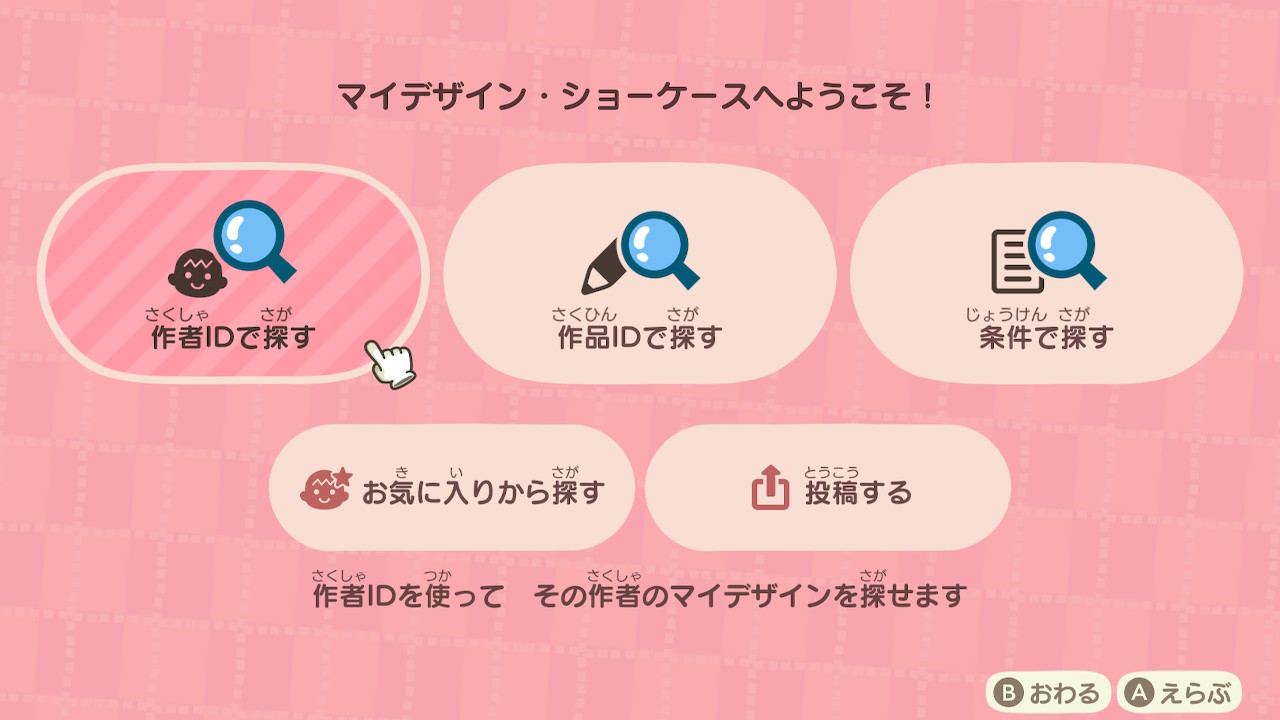 マイデザイン・ショーケースへようこそ！
さくしゃ さが
作者IDで探す
さくひん さが
作品IDで探す
じょうけん さが
条件で探す
き い さが
お気に入りから探す
とうこう
投稿する
さくしゃ つか さくしゃ さが
作者IDを使って　その作者のマイデザインを探せます
B おわる
A えらぶ